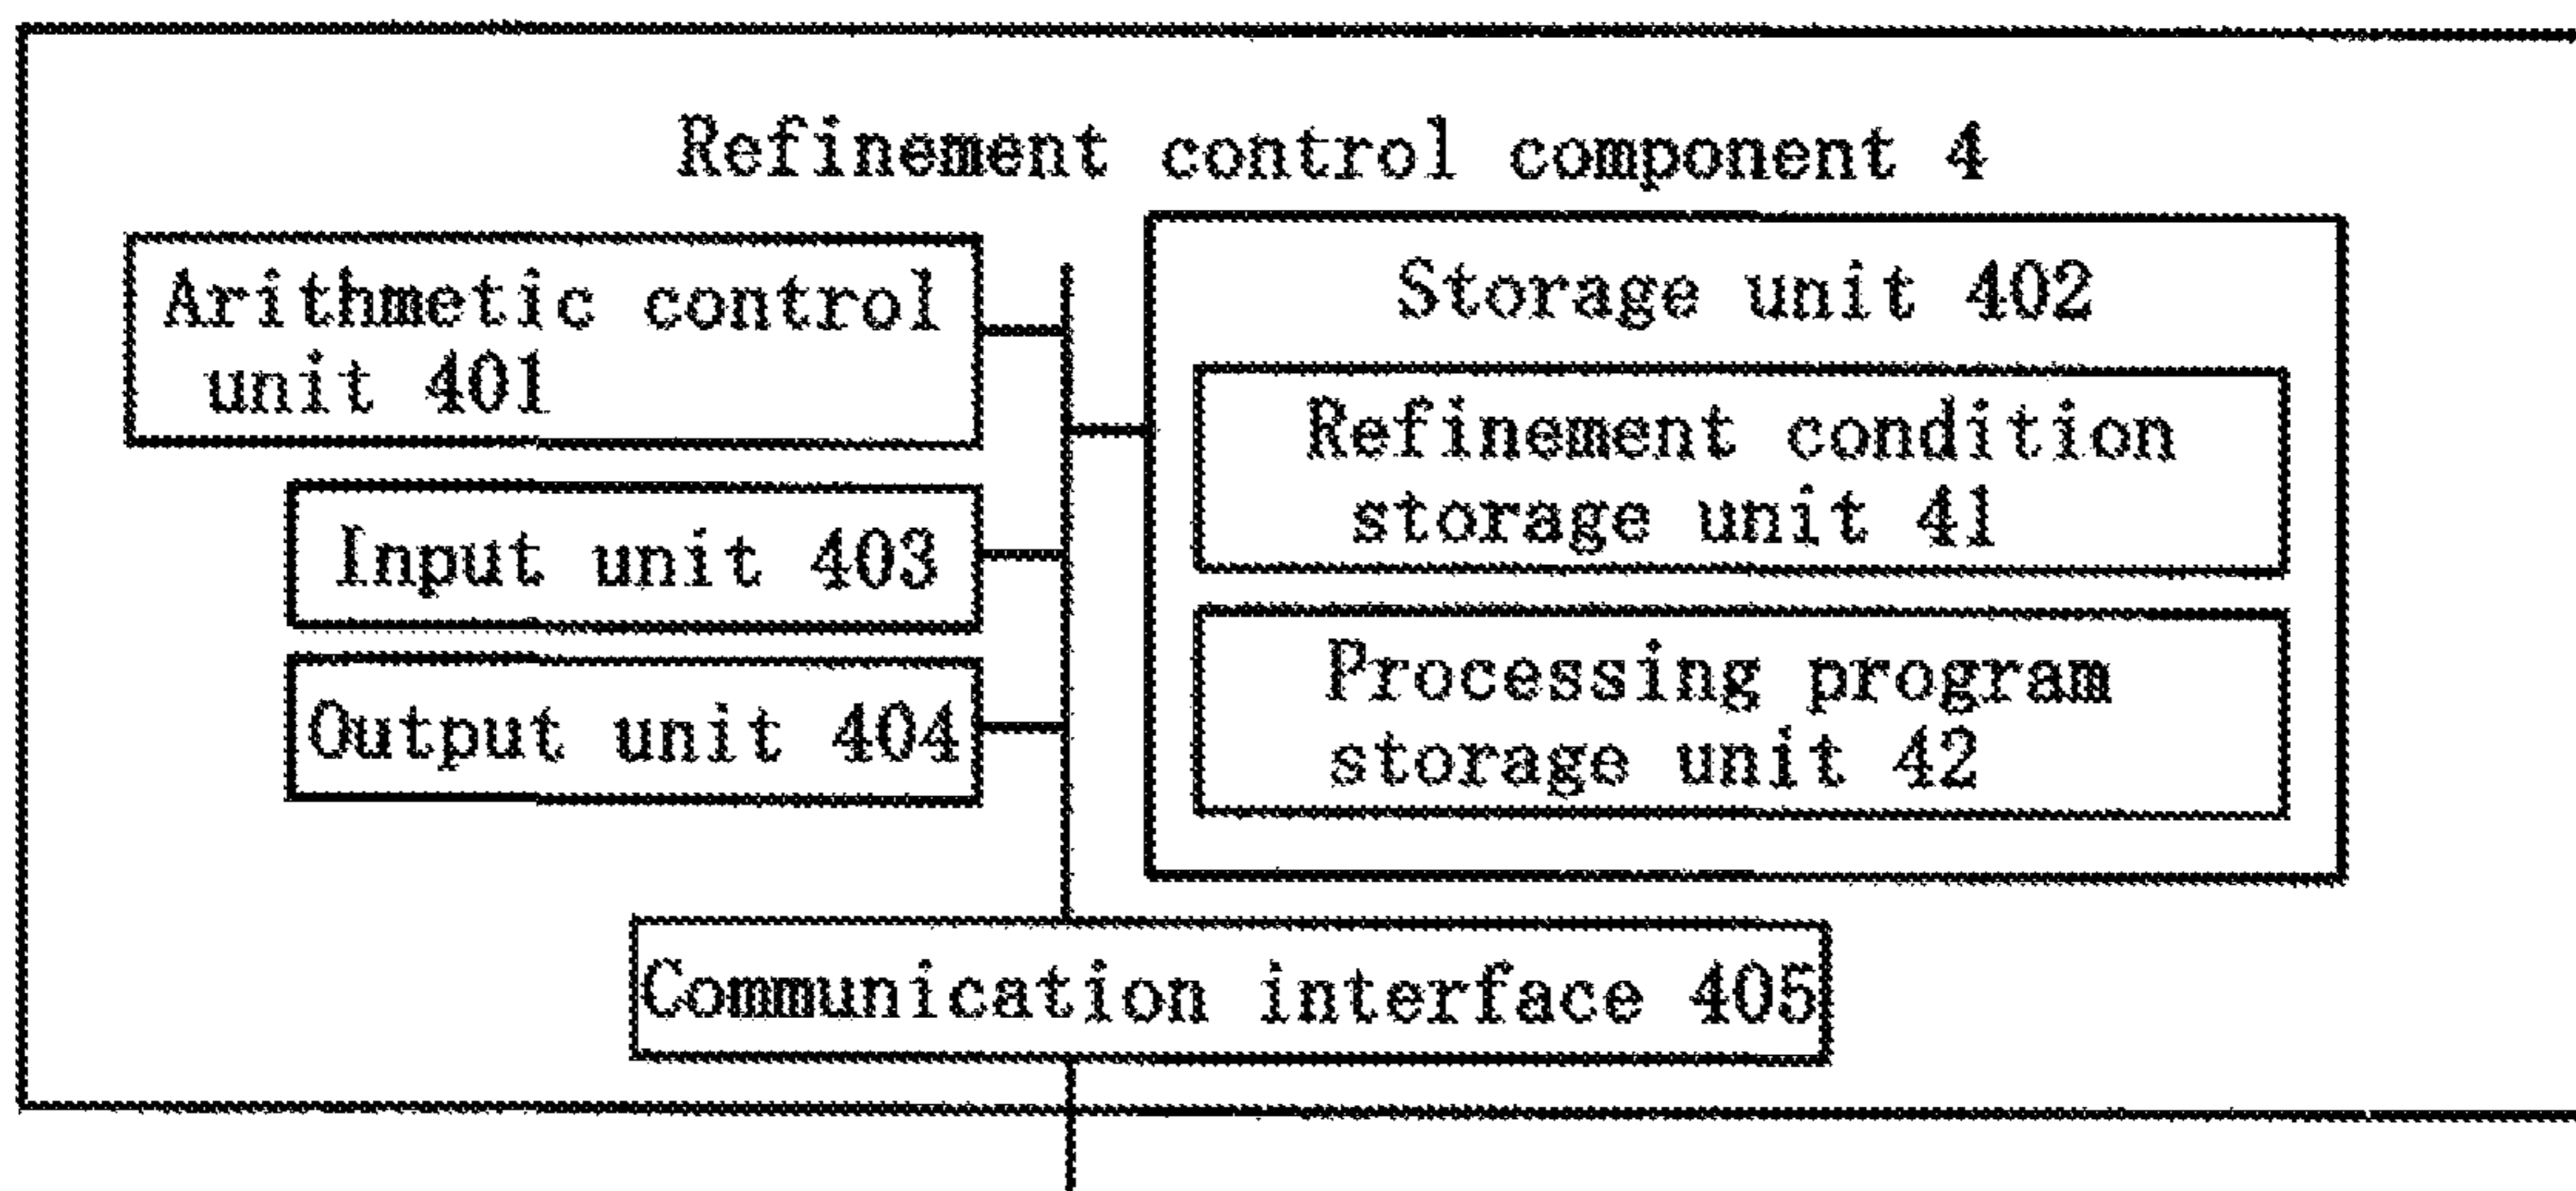 Refinement control component 4
Arithmetic control
unit 401
Input unit 403
Output unit 404
Storage unit 402
Refinement condition
storage unit 41
Processing program
storage unit 42
Communication interface 405